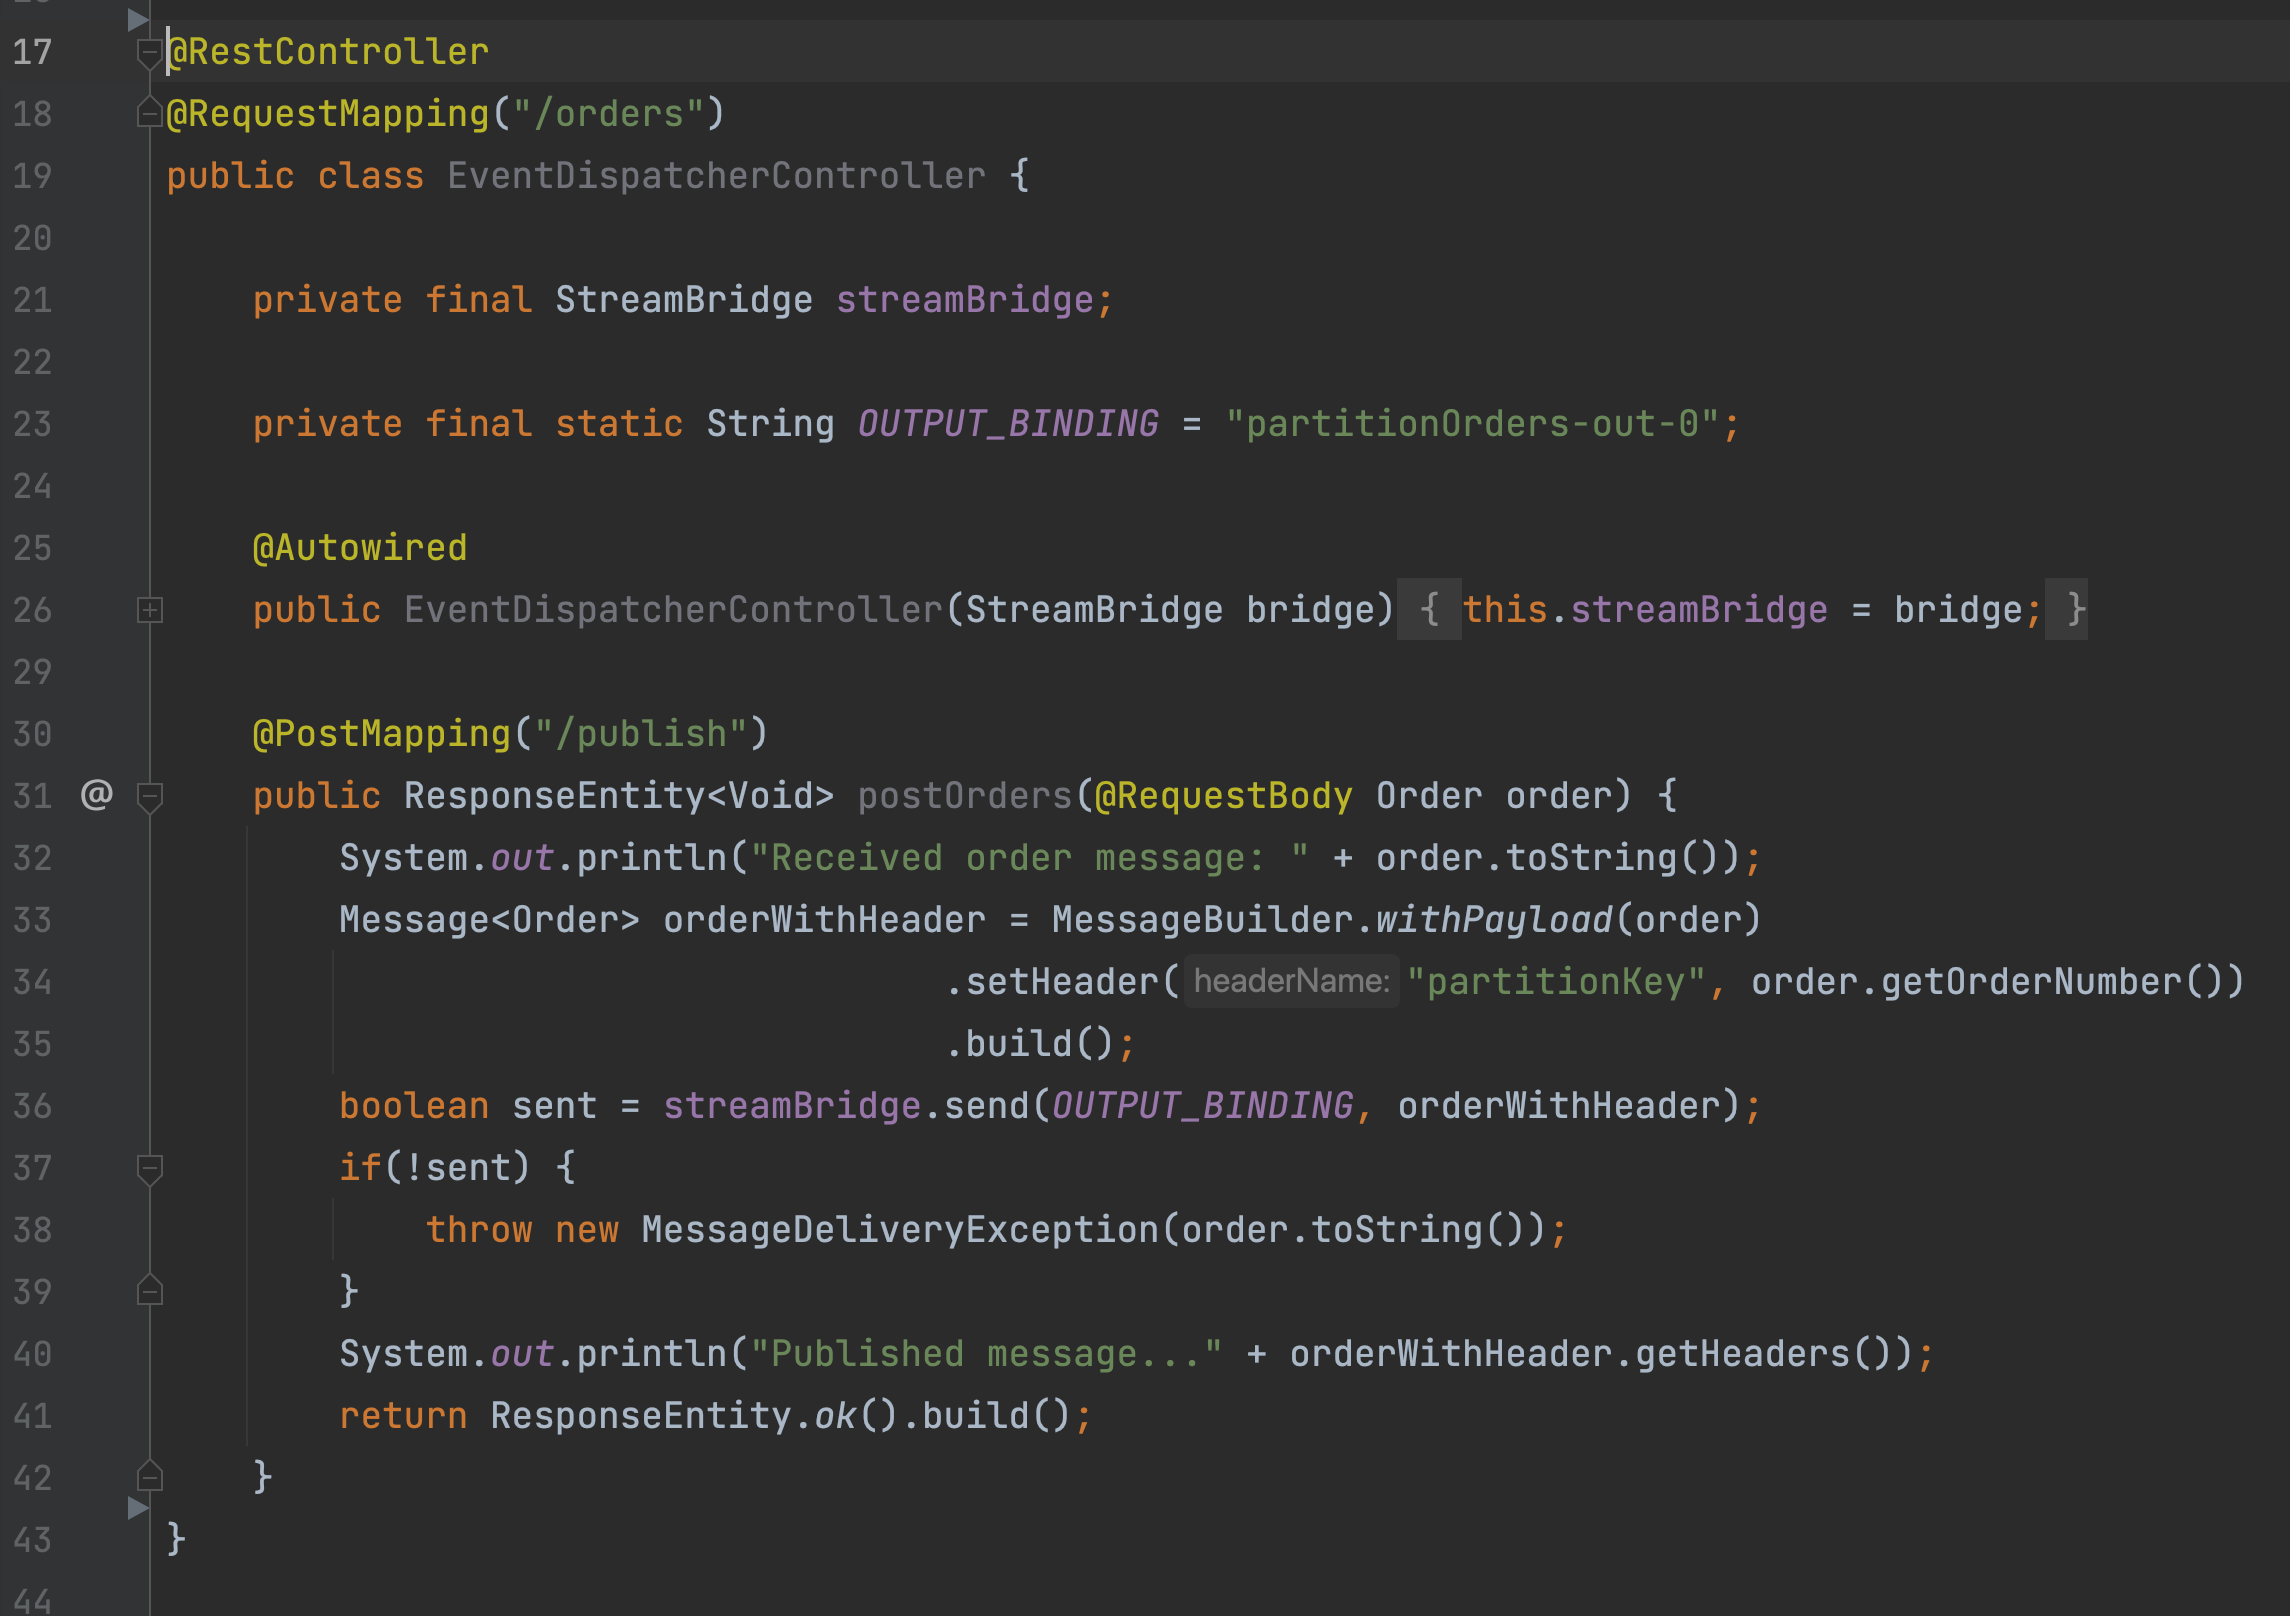 17 @RestController
18 @RequestMapping("/orders")
19 public class EventDispatcherController {
20
21 private final StreamBridge streamBridge;
22
23 private final static String OUTPUT_BINDING = "partitionOrders-out-0";
24
25 @Autowired
26 public EventDispatcherController(StreamBridge bridge) { this.streamBridge = bridge; }
29
30 @PostMapping("/publish")
31 @ public ResponseEntity<Void> postOrders(@RequestBody Order order) {
32 System.out.println("Received order message: " + order.toString());
33 Message<Order> orderWithHeader = MessageBuilder.withPayload(order)
34 .setHeader( headerName: "partitionKey", order.getOrderNumber())
35 .build();
36 boolean sent = streamBridge.send(OUTPUT_BINDING, orderWithHeader);
37 if(!sent) {
38 throw new MessageDeliveryException(order.toString());
39 }
40 System.out.println("Published message..." + orderWithHeader.getHeaders());
41 return ResponseEntity.ok().build();
42 }
43 }
44